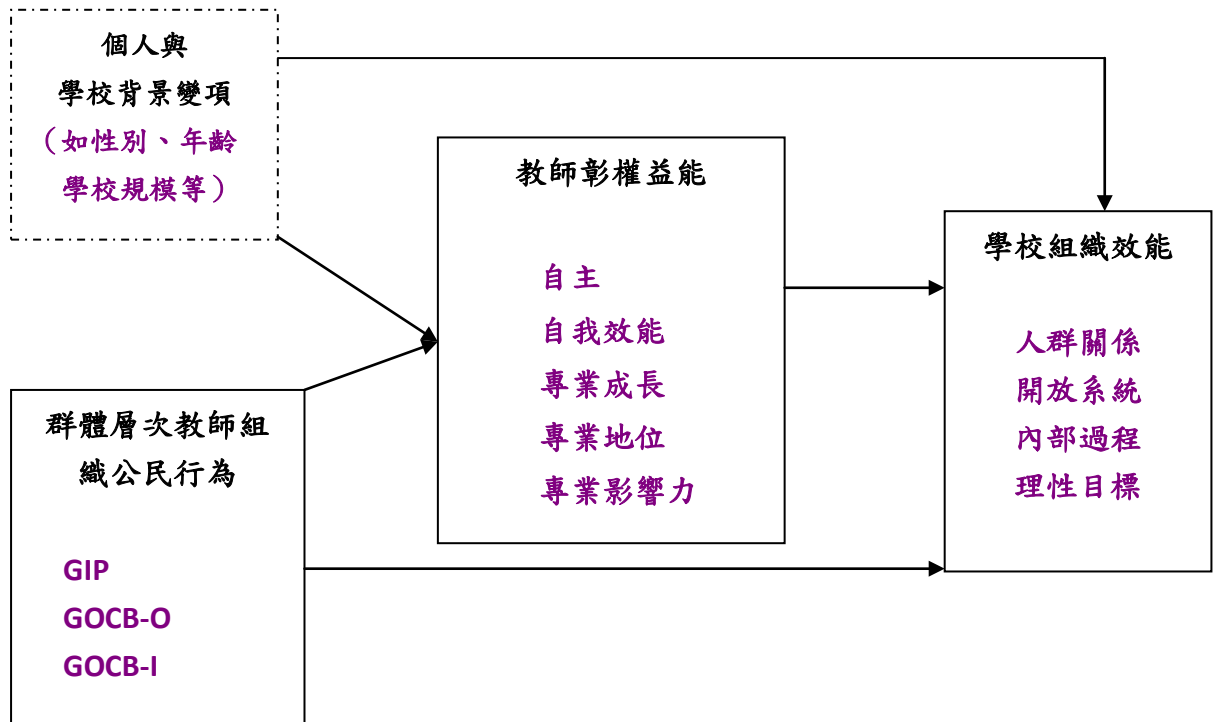 個人與
學校背景變項
（如性別、年齡
學校規模等）
教師彰權益能
自主
自我效能
專業成長
專業地位
專業影響力
學校組織效能
人群關係
開放系統
內部過程
理性目標
群體層次教師組
織公民行為
GIP
GOCB-O
GOCB-I